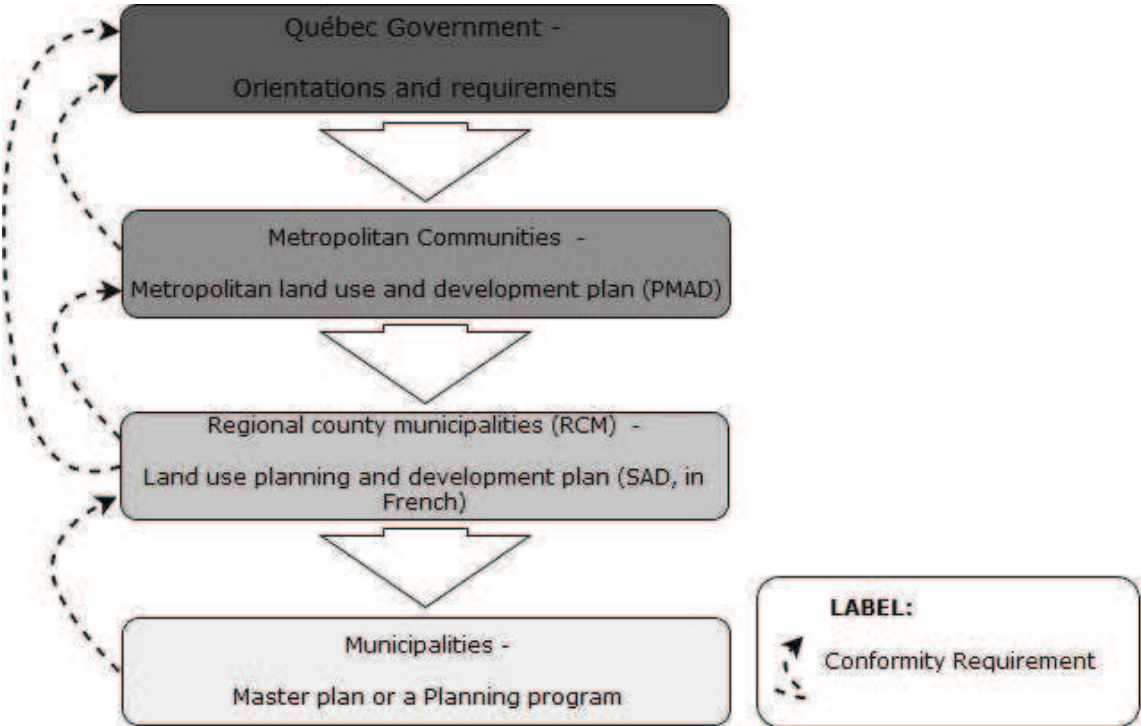 Québec Government -
Orientations and requirements
Metropolitan Communities -
Metropolitan land use and development plan (PMAD)
Regional county municipalities (RCM) -
Land use planning and development plan (SAD, in
French)
Municipalities -
Master plan or a Planning program
LABEL:
Conformity Requirement